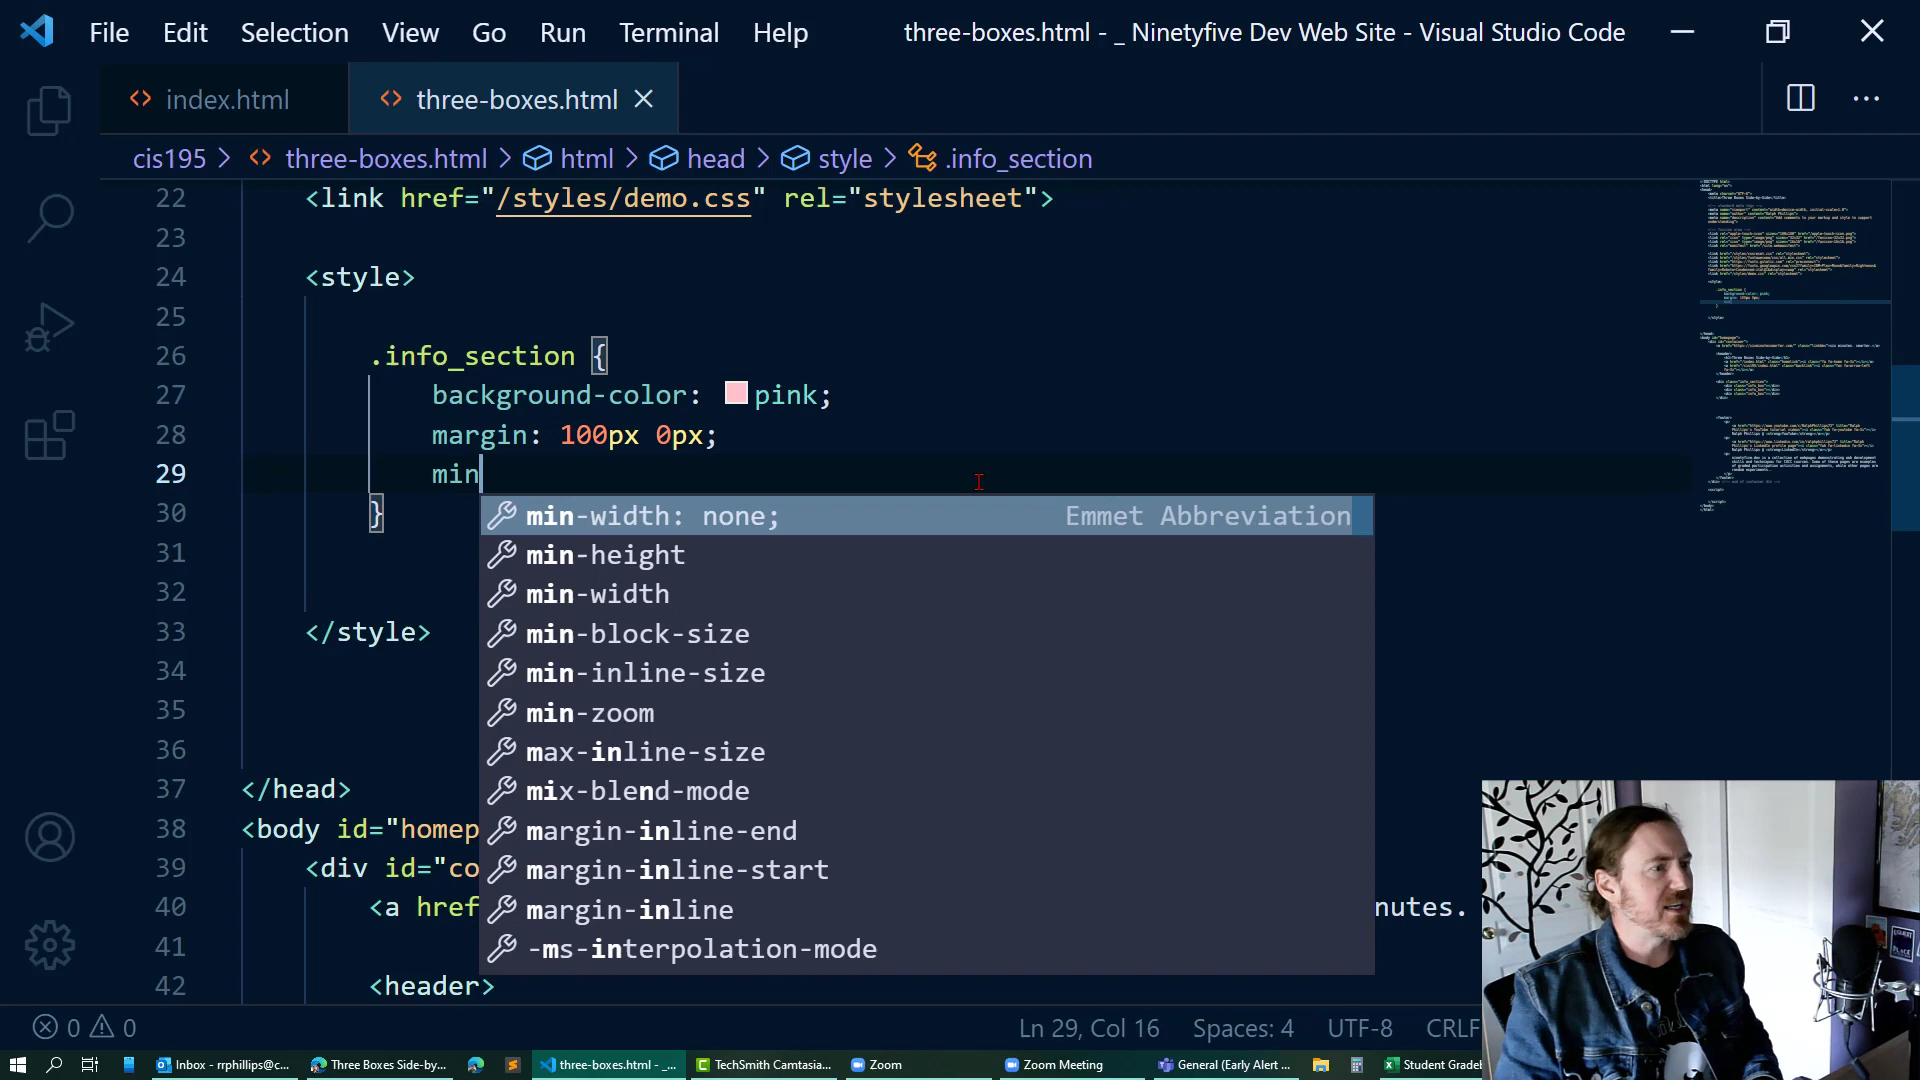 File Edit Selection View Go Run Terminal Help three-boxes.html - _ Ninetyfive Dev Web Site - Visual Studio Code
index.html three-boxes.html
cis195 > three-boxes.html > html > head > style > .info_section
22 <link href="/styles/demo.css" rel="stylesheet">
23
24 <style>
25
26 .info_section {
27 background-color: pink;
28 margin: 100px 0px;
29 min
min-width: none; Emmet Abbreviation
30 }
31 min-height
32 min-width
33 </style> min-block-size
34 min-inline-size
35 min-zoom
36 max-inline-size
37 </head> mix-blend-mode
38 <body id="homep margin-inline-end
39 <div id="co margin-inline-start
40 <a href margin-inline nutes.
41 -ms-interpolation-mode
42 <header>
0 0 Ln 29, Col 16 Spaces: 4 UTF-8 CRLF
Inbox - rrphillips@c... Three Boxes Side-by... three-boxes.html - _... TechSmith Camtasia... Zoom Zoom Meeting General (Early Alert ... Student Grade